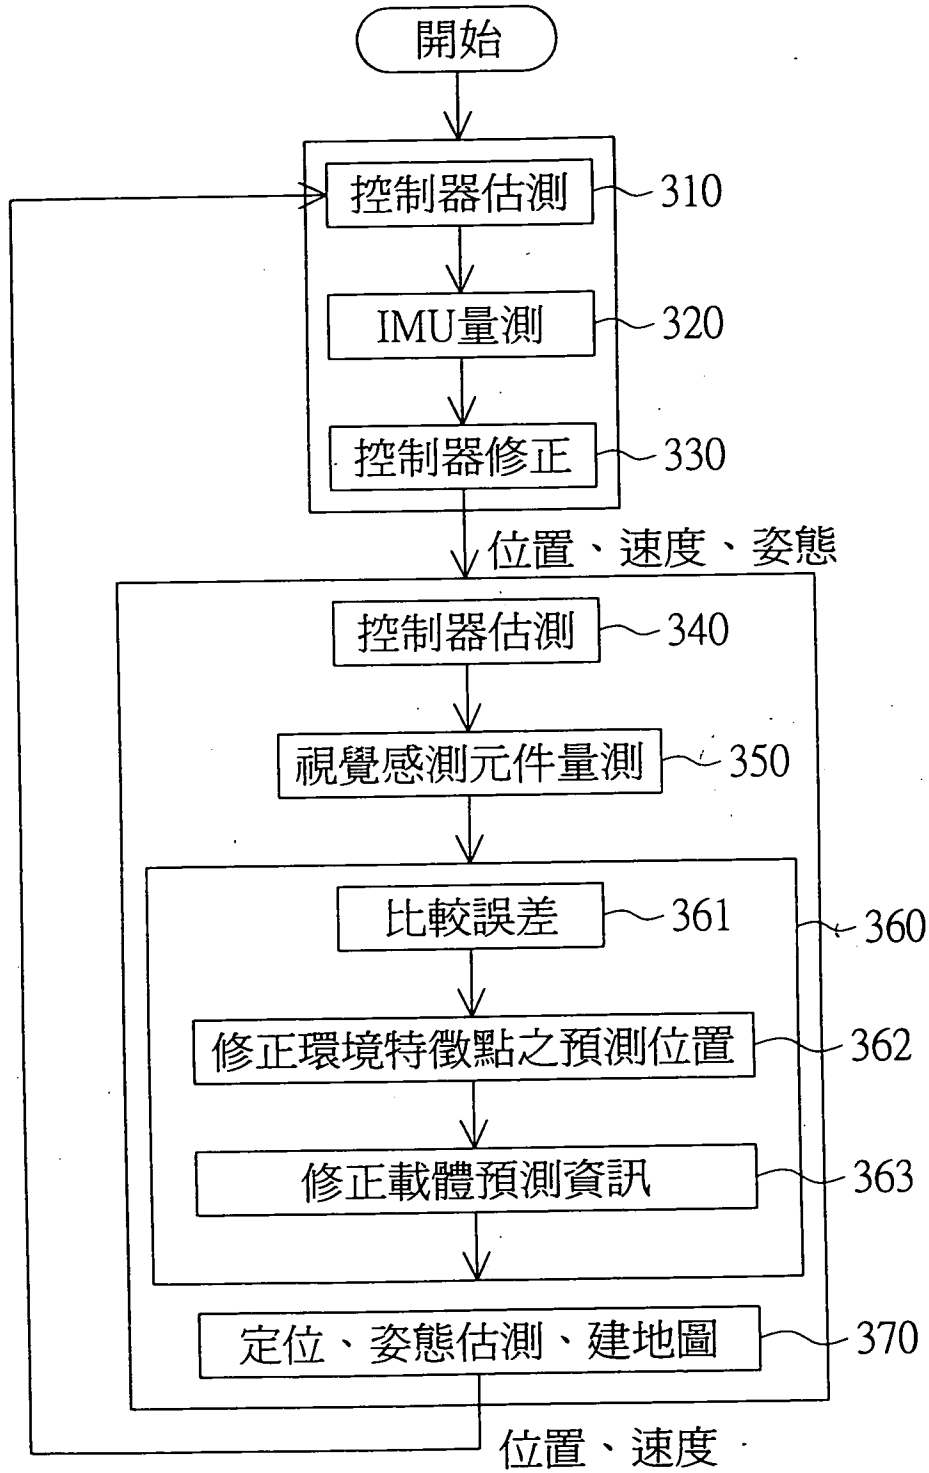 開始
控制器估測 310
IMU量測 320
控制器修正 330
位置、速度、姿態
控制器估測 340
視覺感測元件量測 350
比較誤差 361
360
修正環境特徵點之預測位置 362
修正載體預測資訊 363
定位、姿態估測、建地圖 370
位置、速度